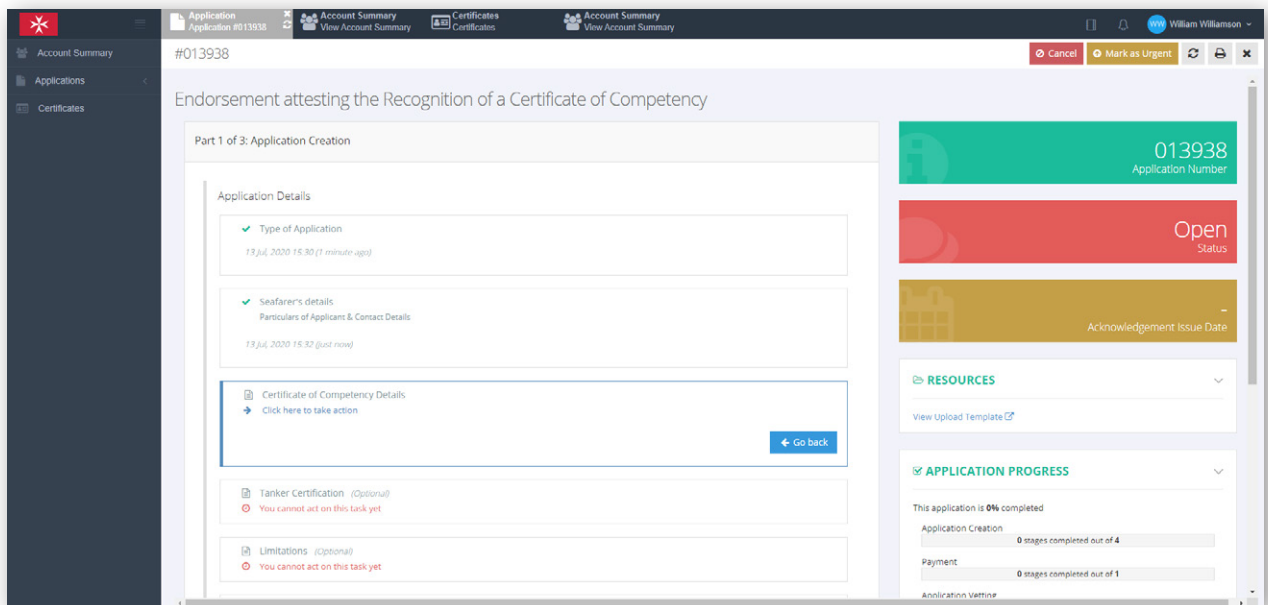 Application
Application #013938
Account Summary
View Account Summary
Certificates
Certificates
Account Summary
View Account Summary
WW William Williamson
Account Summary
Applications
Certificates
#013938
Cancel
Mark as Urgent
Endorsement attesting the Recognition of a Certificate of Competency
Part 1 of 3: Application Creation
Application Details
Type of Application
13 Jul, 2020 15:30 (1 minute ago)
Seafarer's details
Particulars of Applicant & Contact Details
13 Jul, 2020 15:32 (just now)
Certificate of Competency Details
Click here to take action
Go back
Tanker Certification (Optional)
You cannot act on this task yet
Limitations (Optional)
You cannot act on this task yet
013938
Application Number
Open
Status
-
Acknowledgement Issue Date
RESOURCES
View Upload Template
APPLICATION PROGRESS
This application is 0% completed
Application Creation
0 stages completed out of 4
Payment
0 stages completed out of 1
Application Vetting